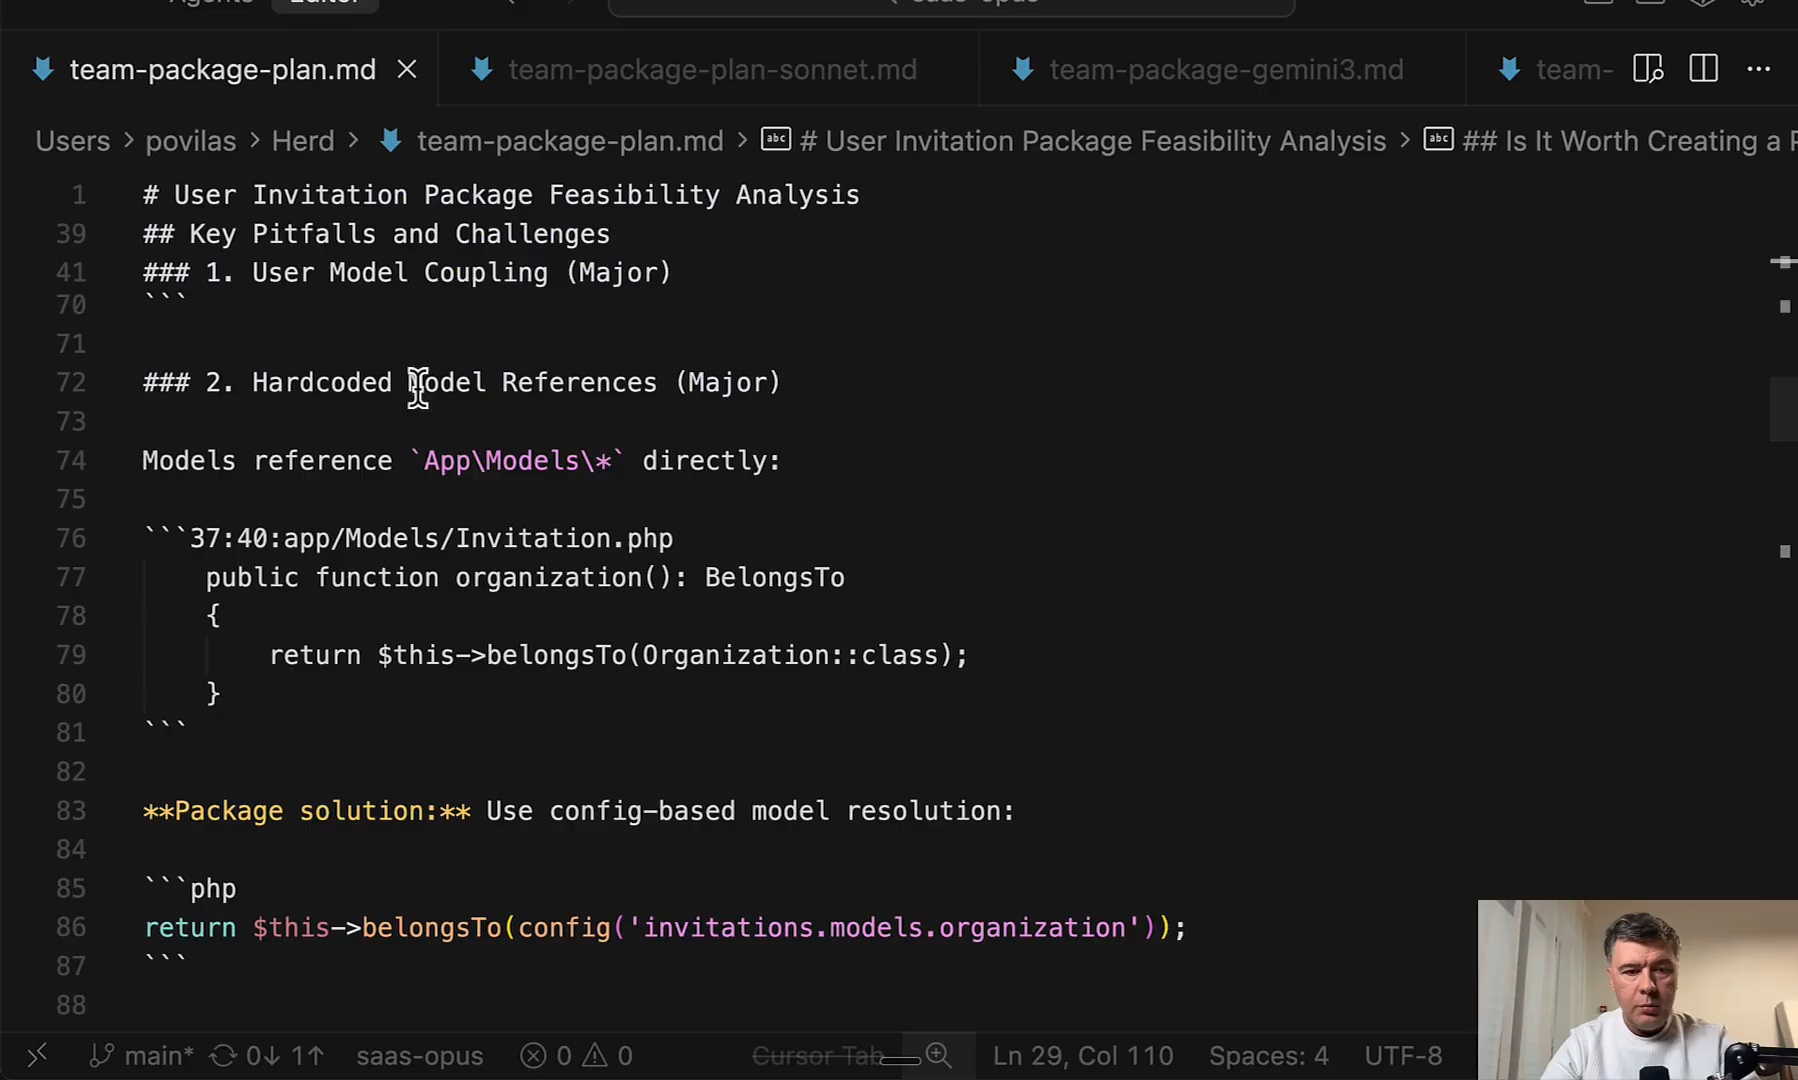 Agents Editor saas-opus
team-package-plan.md team-package-plan-sonnet.md team-package-gemini3.md team-
Users > povilas > Herd > team-package-plan.md > # User Invitation Package Feasibility Analysis > ## Is It Worth Creating a P
1 # User Invitation Package Feasibility Analysis
39 ## Key Pitfalls and Challenges
41 ### 1. User Model Coupling (Major)
70 ```
71
72 ### 2. Hardcoded Model References (Major)
73
74 Models reference `App\Models\*` directly:
75
76 ```37:40:app/Models/Invitation.php
77 public function organization(): BelongsTo
78 {
79 return $this->belongsTo(Organization::class);
80 }
81 ```
82
83 **Package solution:** Use config-based model resolution:
84
85 ```php
86 return $this->belongsTo(config('invitations.models.organization'));
87 ```
88
main* 0↓ 1↑ saas-opus 0 0 Cursor Tab Ln 29, Col 110 Spaces: 4 UTF-8